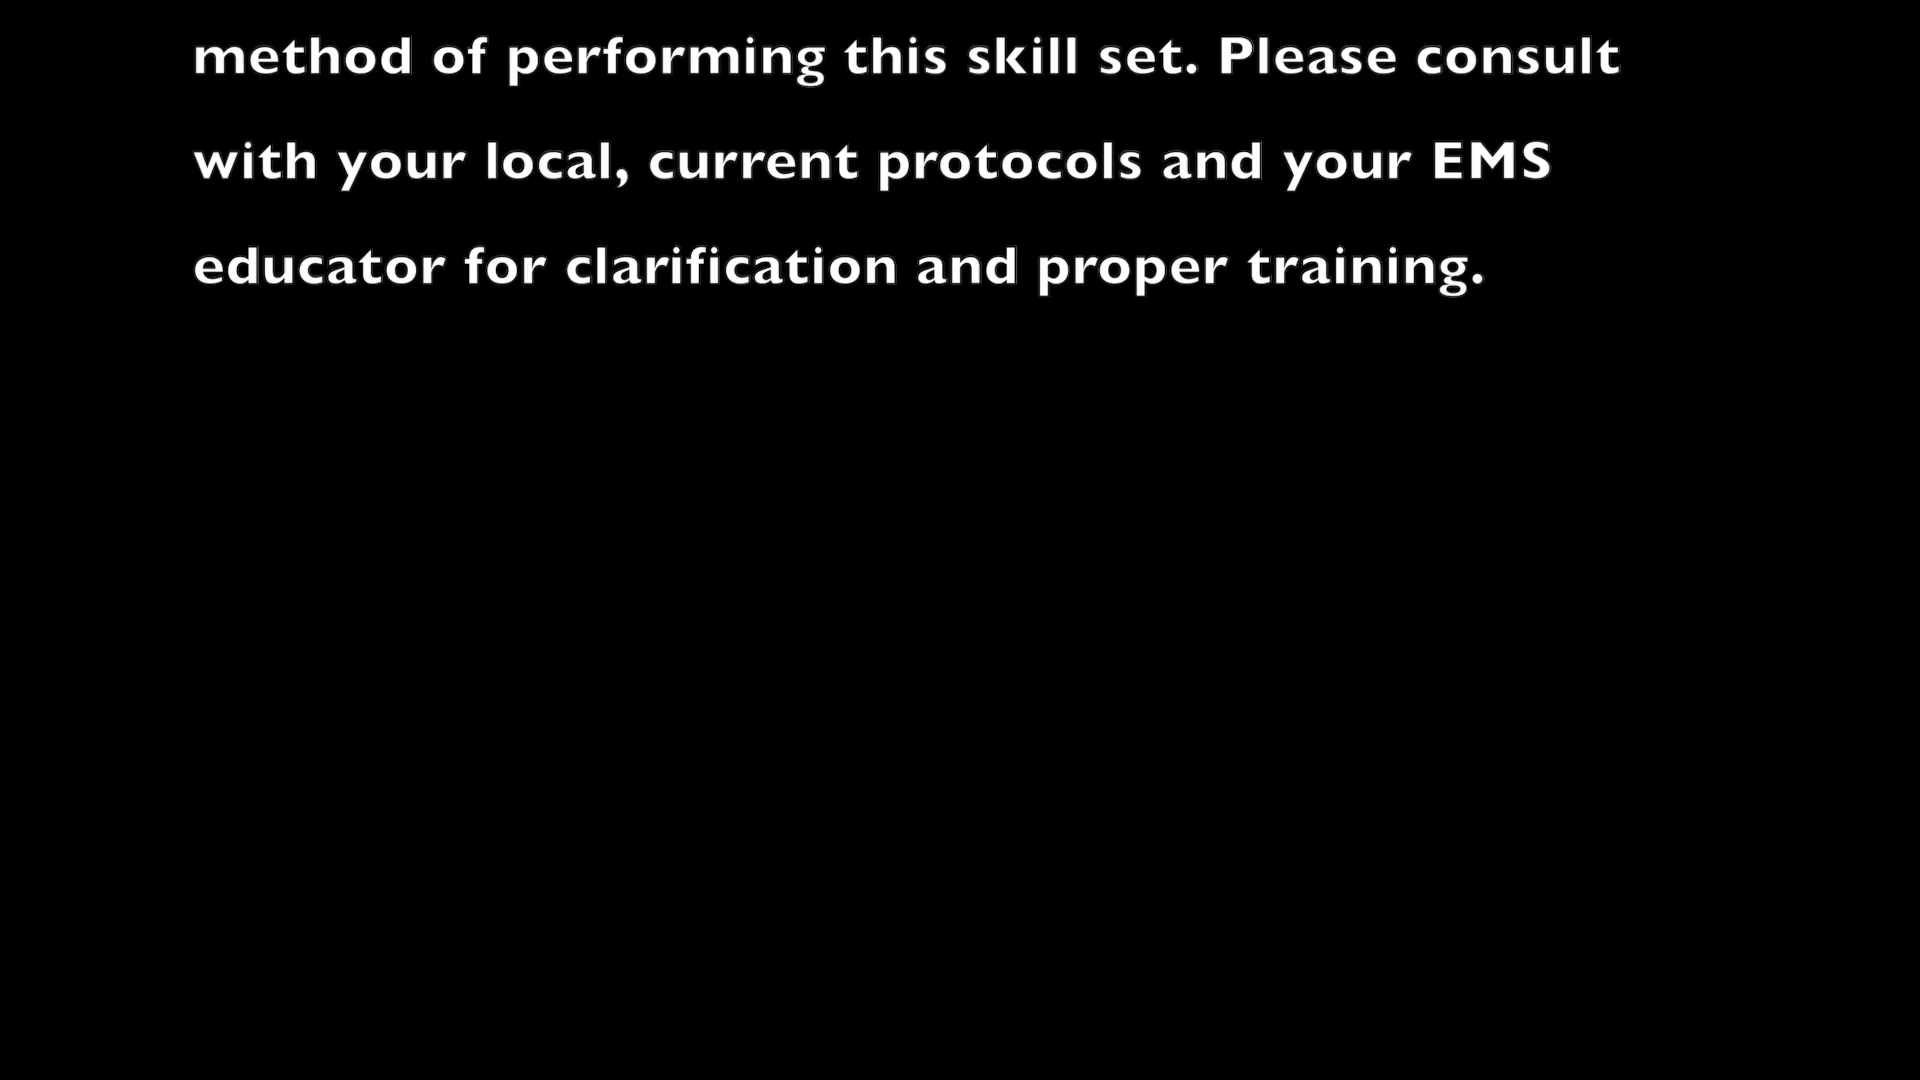 method of performing this skill set. Please consult
with your local, current protocols and your EMS
educator for clarification and proper training.